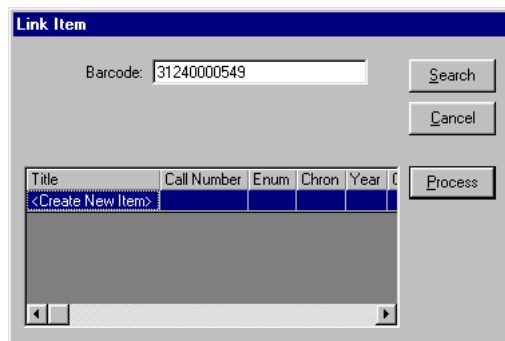 Link Item
Barcode: 31240000549
Search
Cancel
Title Call Number Enum Chron Year
<Create New Item>
Process